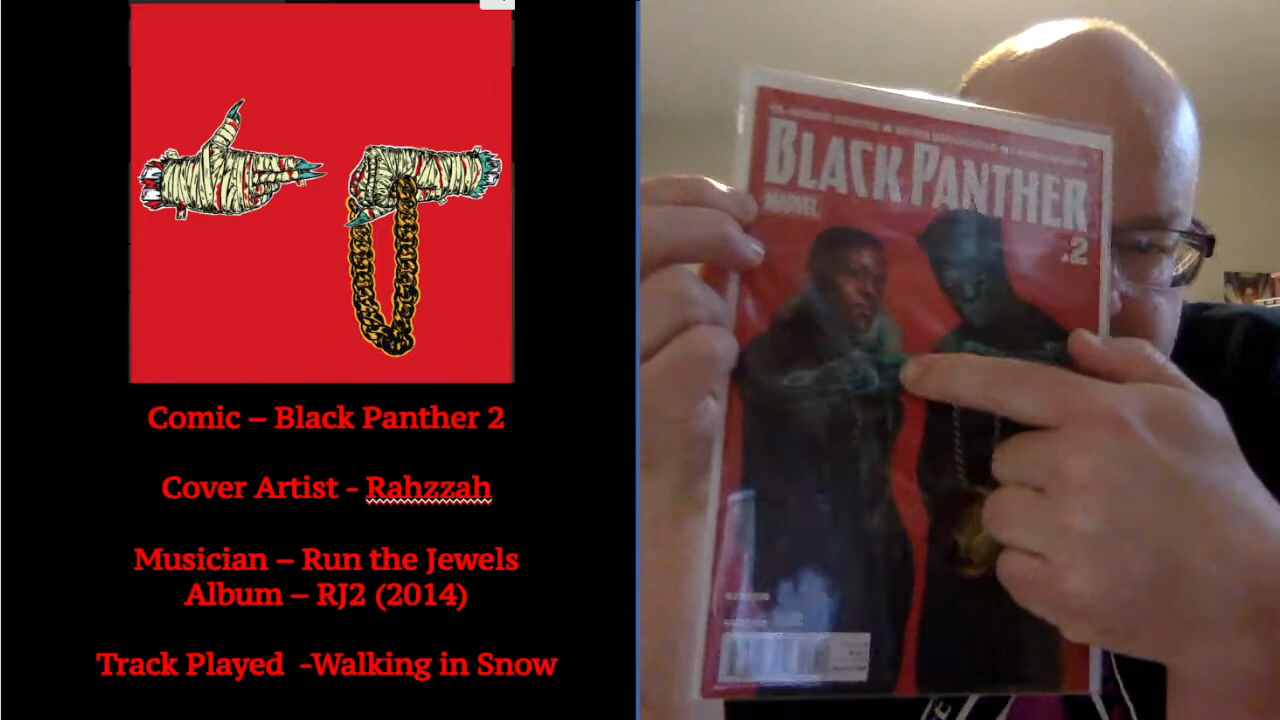 Comic – Black Panther 2
Cover Artist - Rahzzah
Musician – Run the Jewels
Album – RJ2 (2014)
Track Played -Walking in Snow
BLACK PANTHER
MARVEL
.2